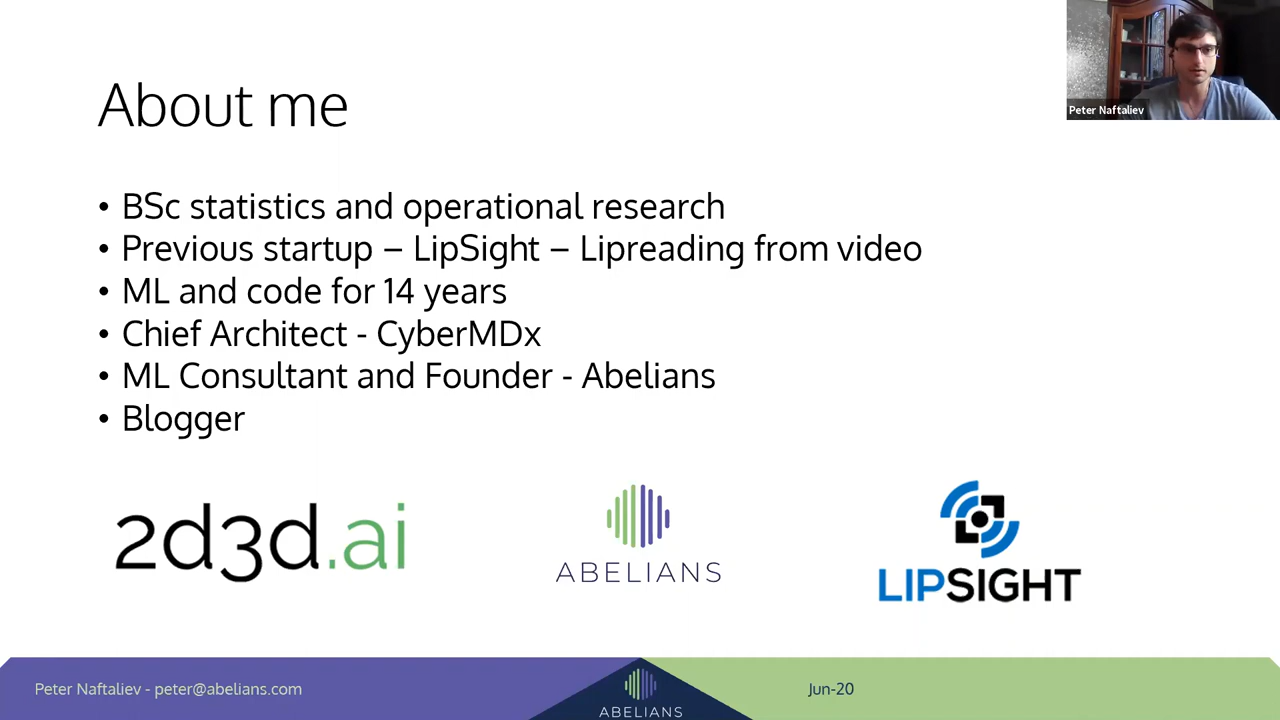 About me
Peter Naftaliev
• BSc statistics and operational research
• Previous startup – LipSight – Lipreading from video
• ML and code for 14 years
• Chief Architect - CyberMDx
• ML Consultant and Founder - Abelians
• Blogger
2d3d.ai
ABELIANS
LIPSIGHT
Peter Naftaliev - peter@abelians.com
ABELIANS
Jun-20